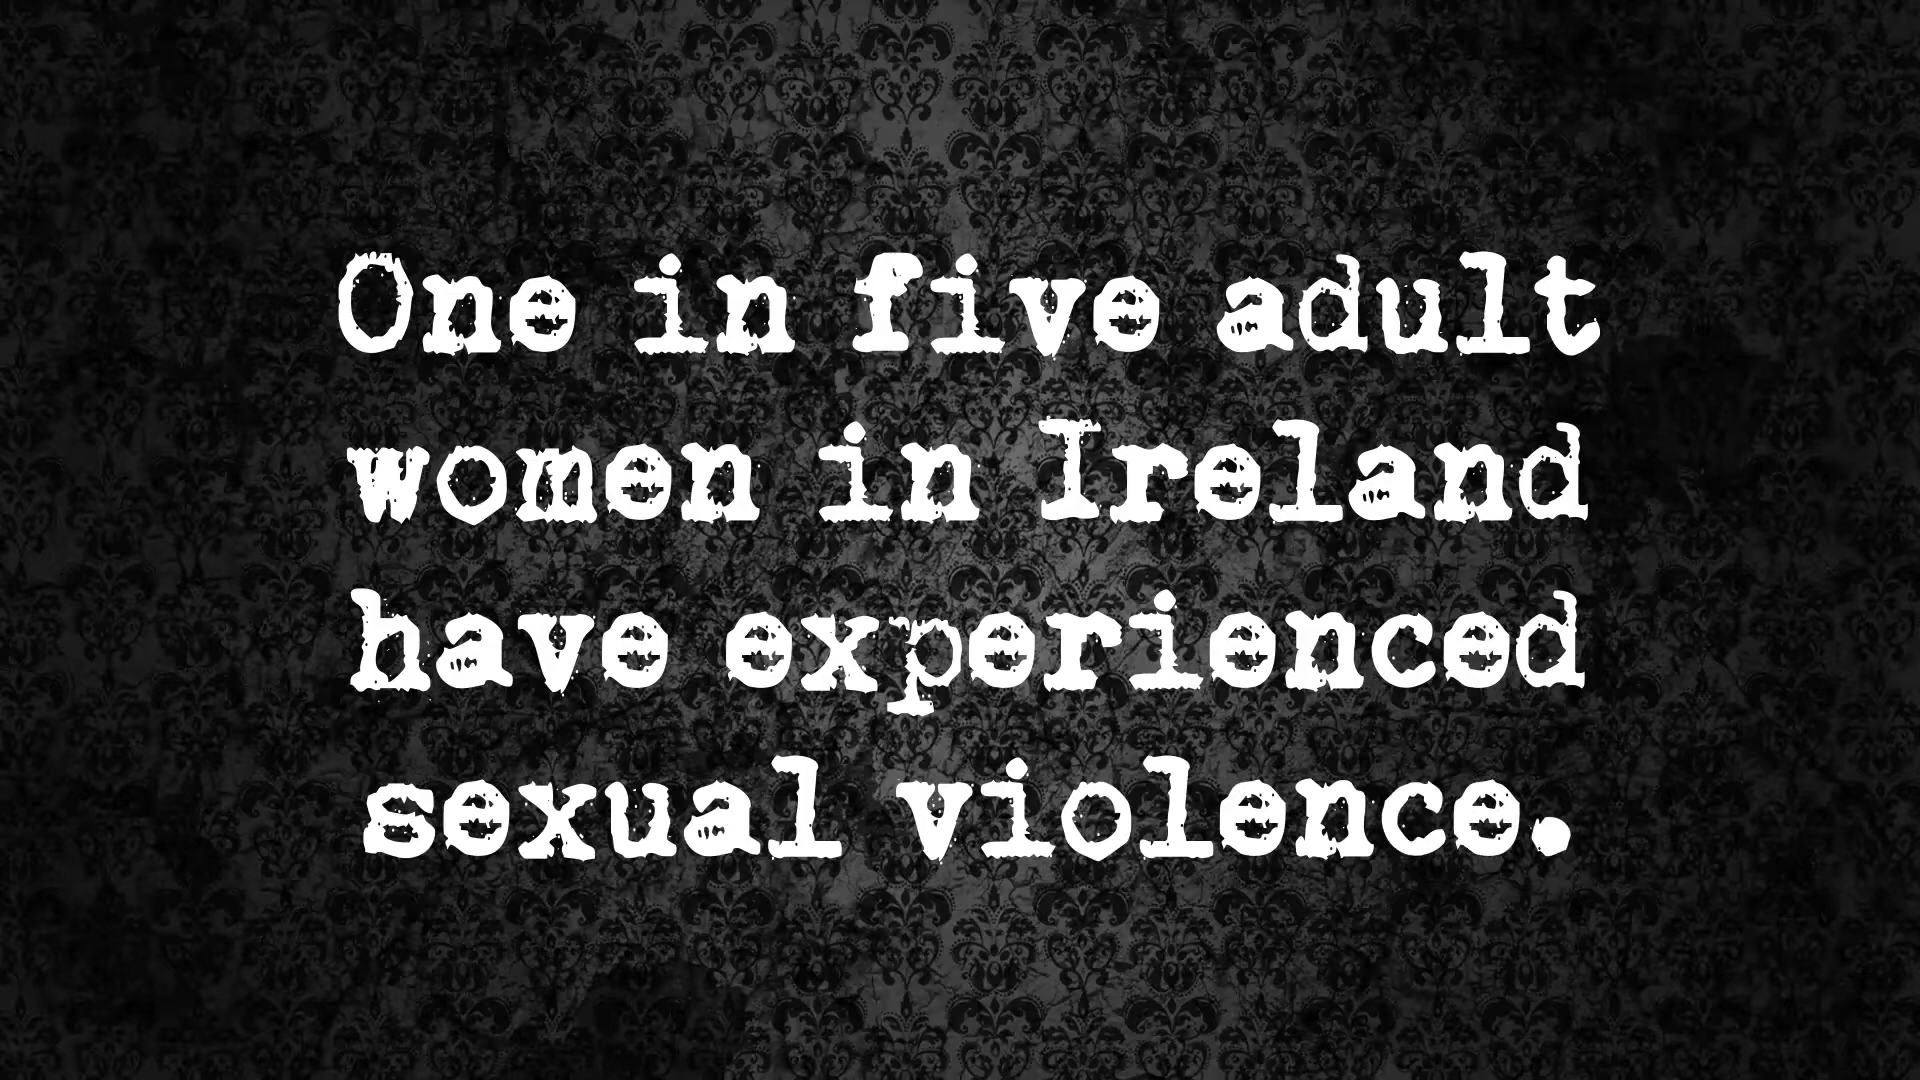 One in five adult
women in Ireland
have experienced
sexual violence.